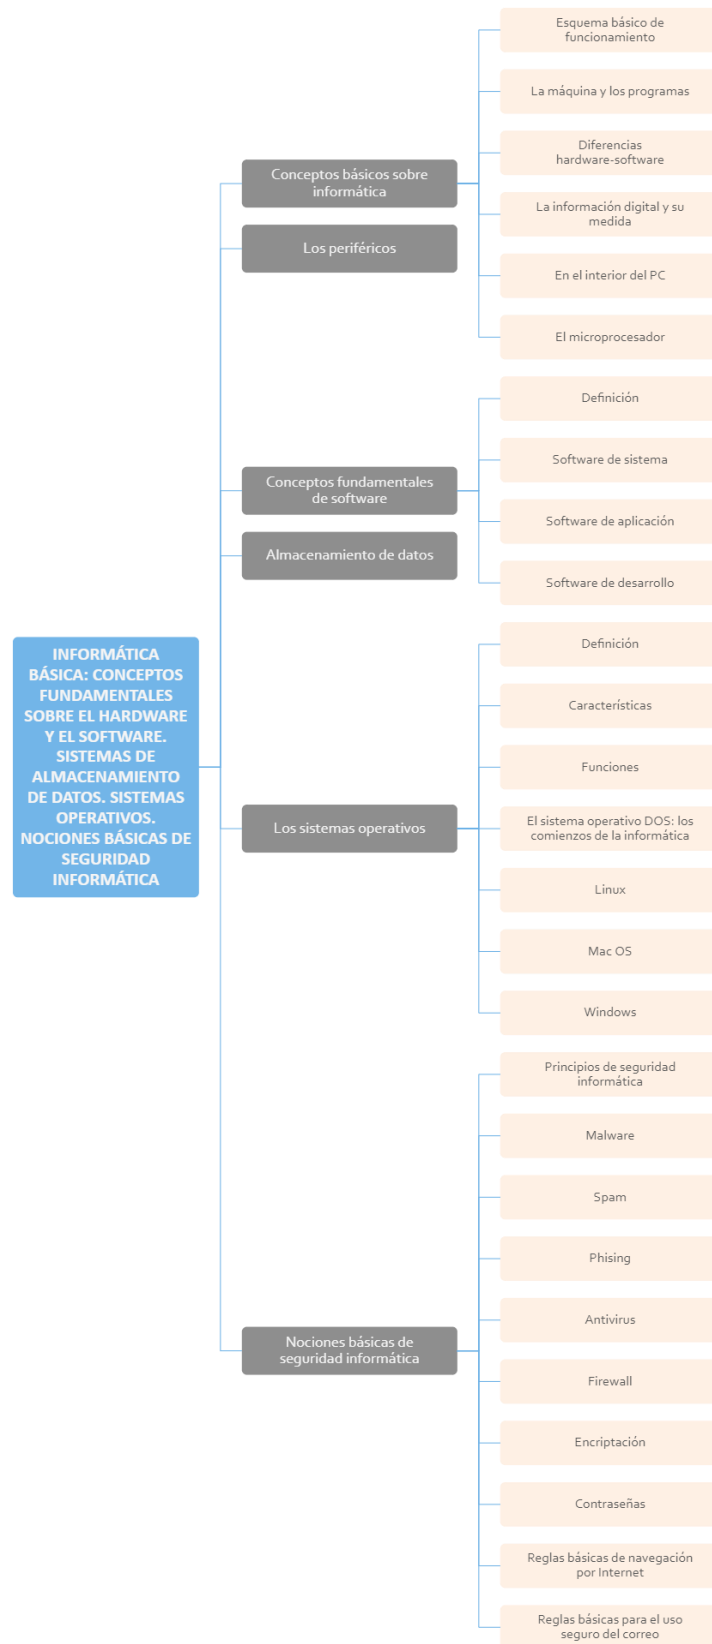 Esquema básico de
funcionamiento
La máquina y los programas
Diferencias
hardware-software
Conceptos básicos sobre
informática
La información digital y su
medida
Los periféricos
En el interior del PC
El microprocesador
Definición
Software de sistema
Conceptos fundamentales
de software
Software de aplicación
Almacenamiento de datos
Software de desarrollo
INFORMÁTICA
BÁSICA: CONCEPTOS
FUNDAMENTALES
SOBRE EL HARDWARE
Y EL SOFTWARE.
SISTEMAS DE
ALMACENAMIENTO
DE DATOS. SISTEMAS
OPERATIVOS.
NOCIONES BÁSICAS DE
SEGURIDAD
INFORMÁTICA
Definición
Características
Funciones
Los sistemas operativos
El sistema operativo DOS: los
comienzos de la informática
Linux
Mac OS
Windows
Principios de seguridad
informática
Malware
Spam
Phising
Antivirus
Nociones básicas de
seguridad informática
Firewall
Encriptación
Contraseñas
Reglas básicas de navegación
por Internet
Reglas básicas para el uso
seguro del correo